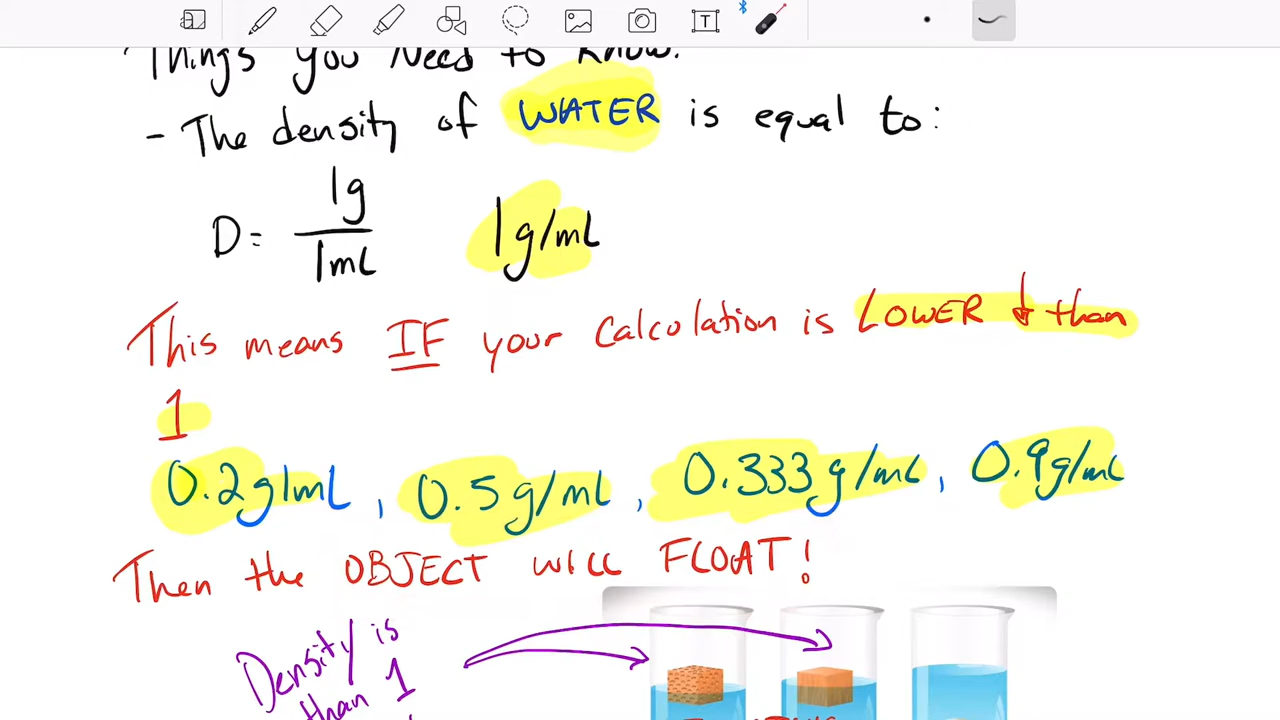 Things You Need to Know:
- The density of WATER is equal to:
D = 1g / 1mL 1g/mL
This means IF your calculation is LOWER ↓ than
1
0.2g/mL, 0.5g/mL, 0.333g/mL, 0.9g/mL
Then the OBJECT will FLOAT!
Density is
than 1